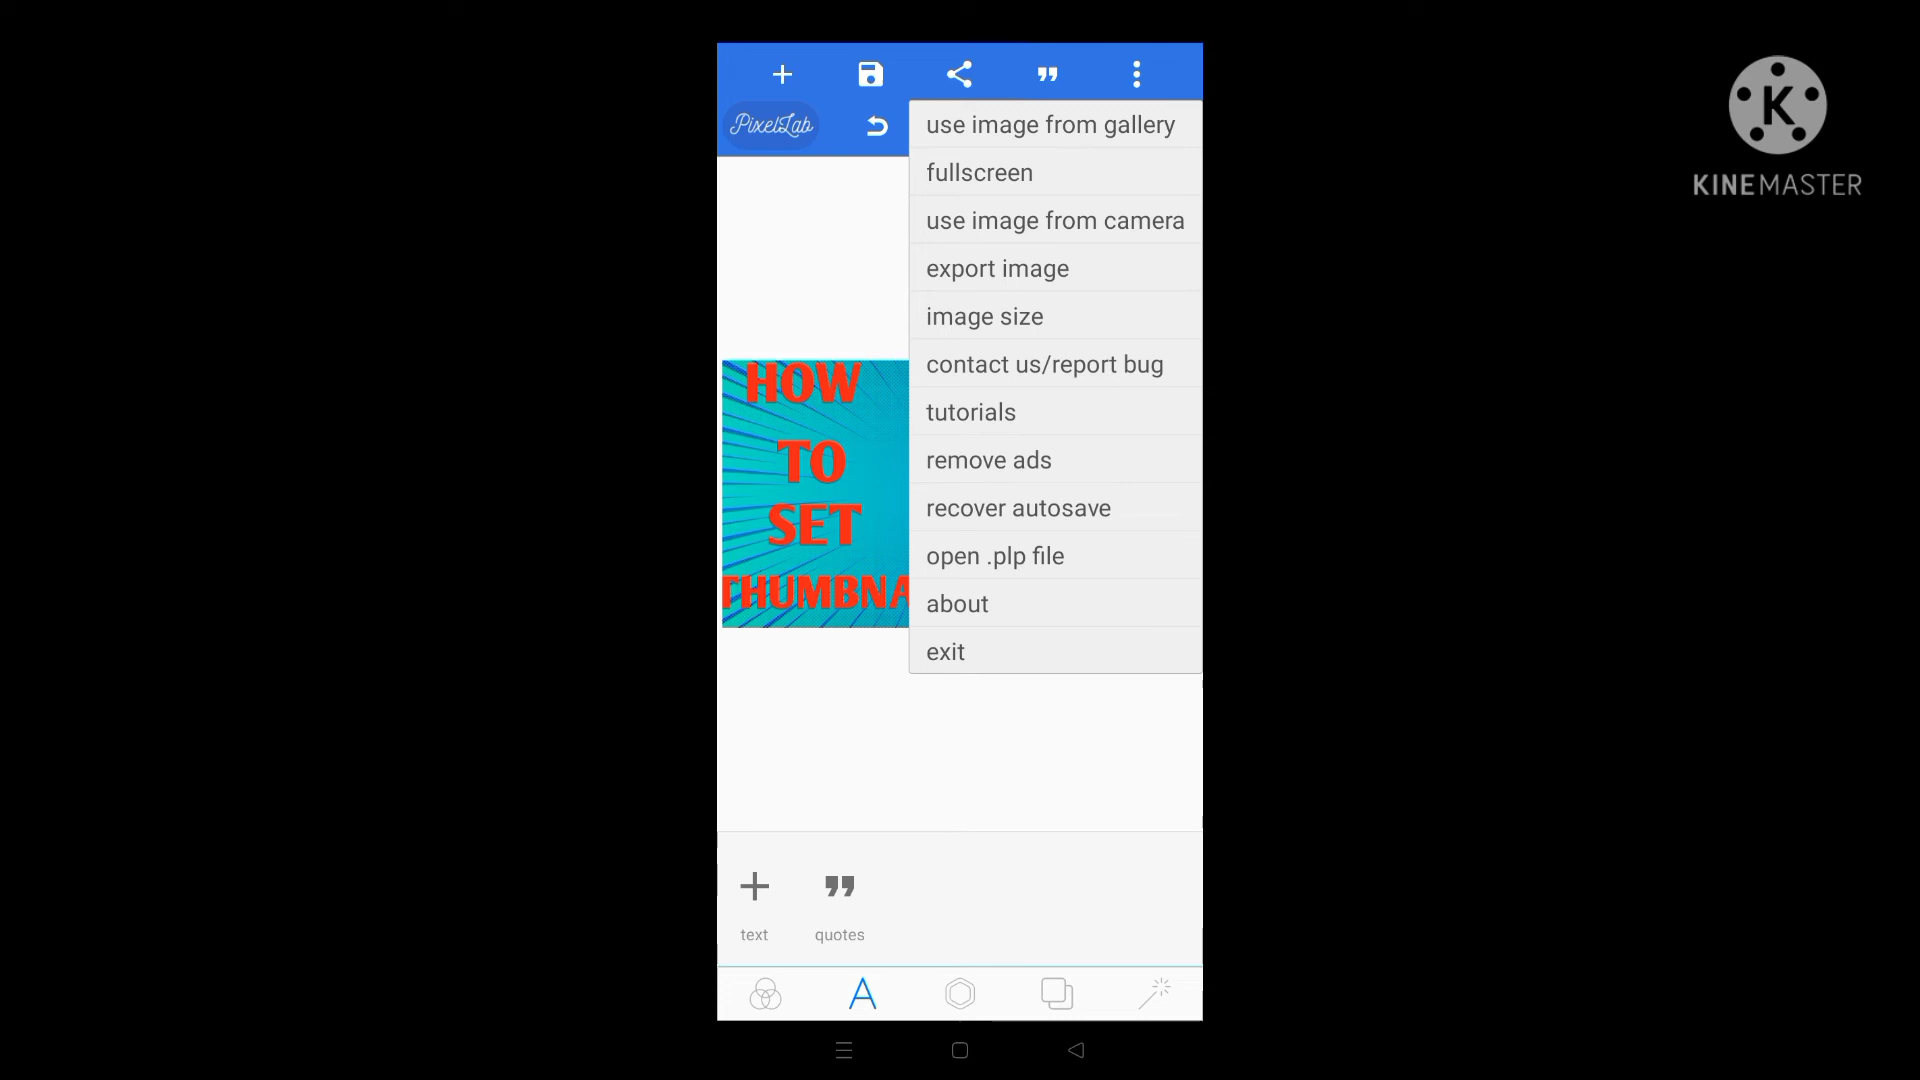 KINEMASTER
PixelLab
use image from gallery
fullscreen
use image from camera
export image
image size
contact us/report bug
tutorials
remove ads
recover autosave
open .plp file
about
exit
HOW
TO
SET
THUMBNA
text
quotes